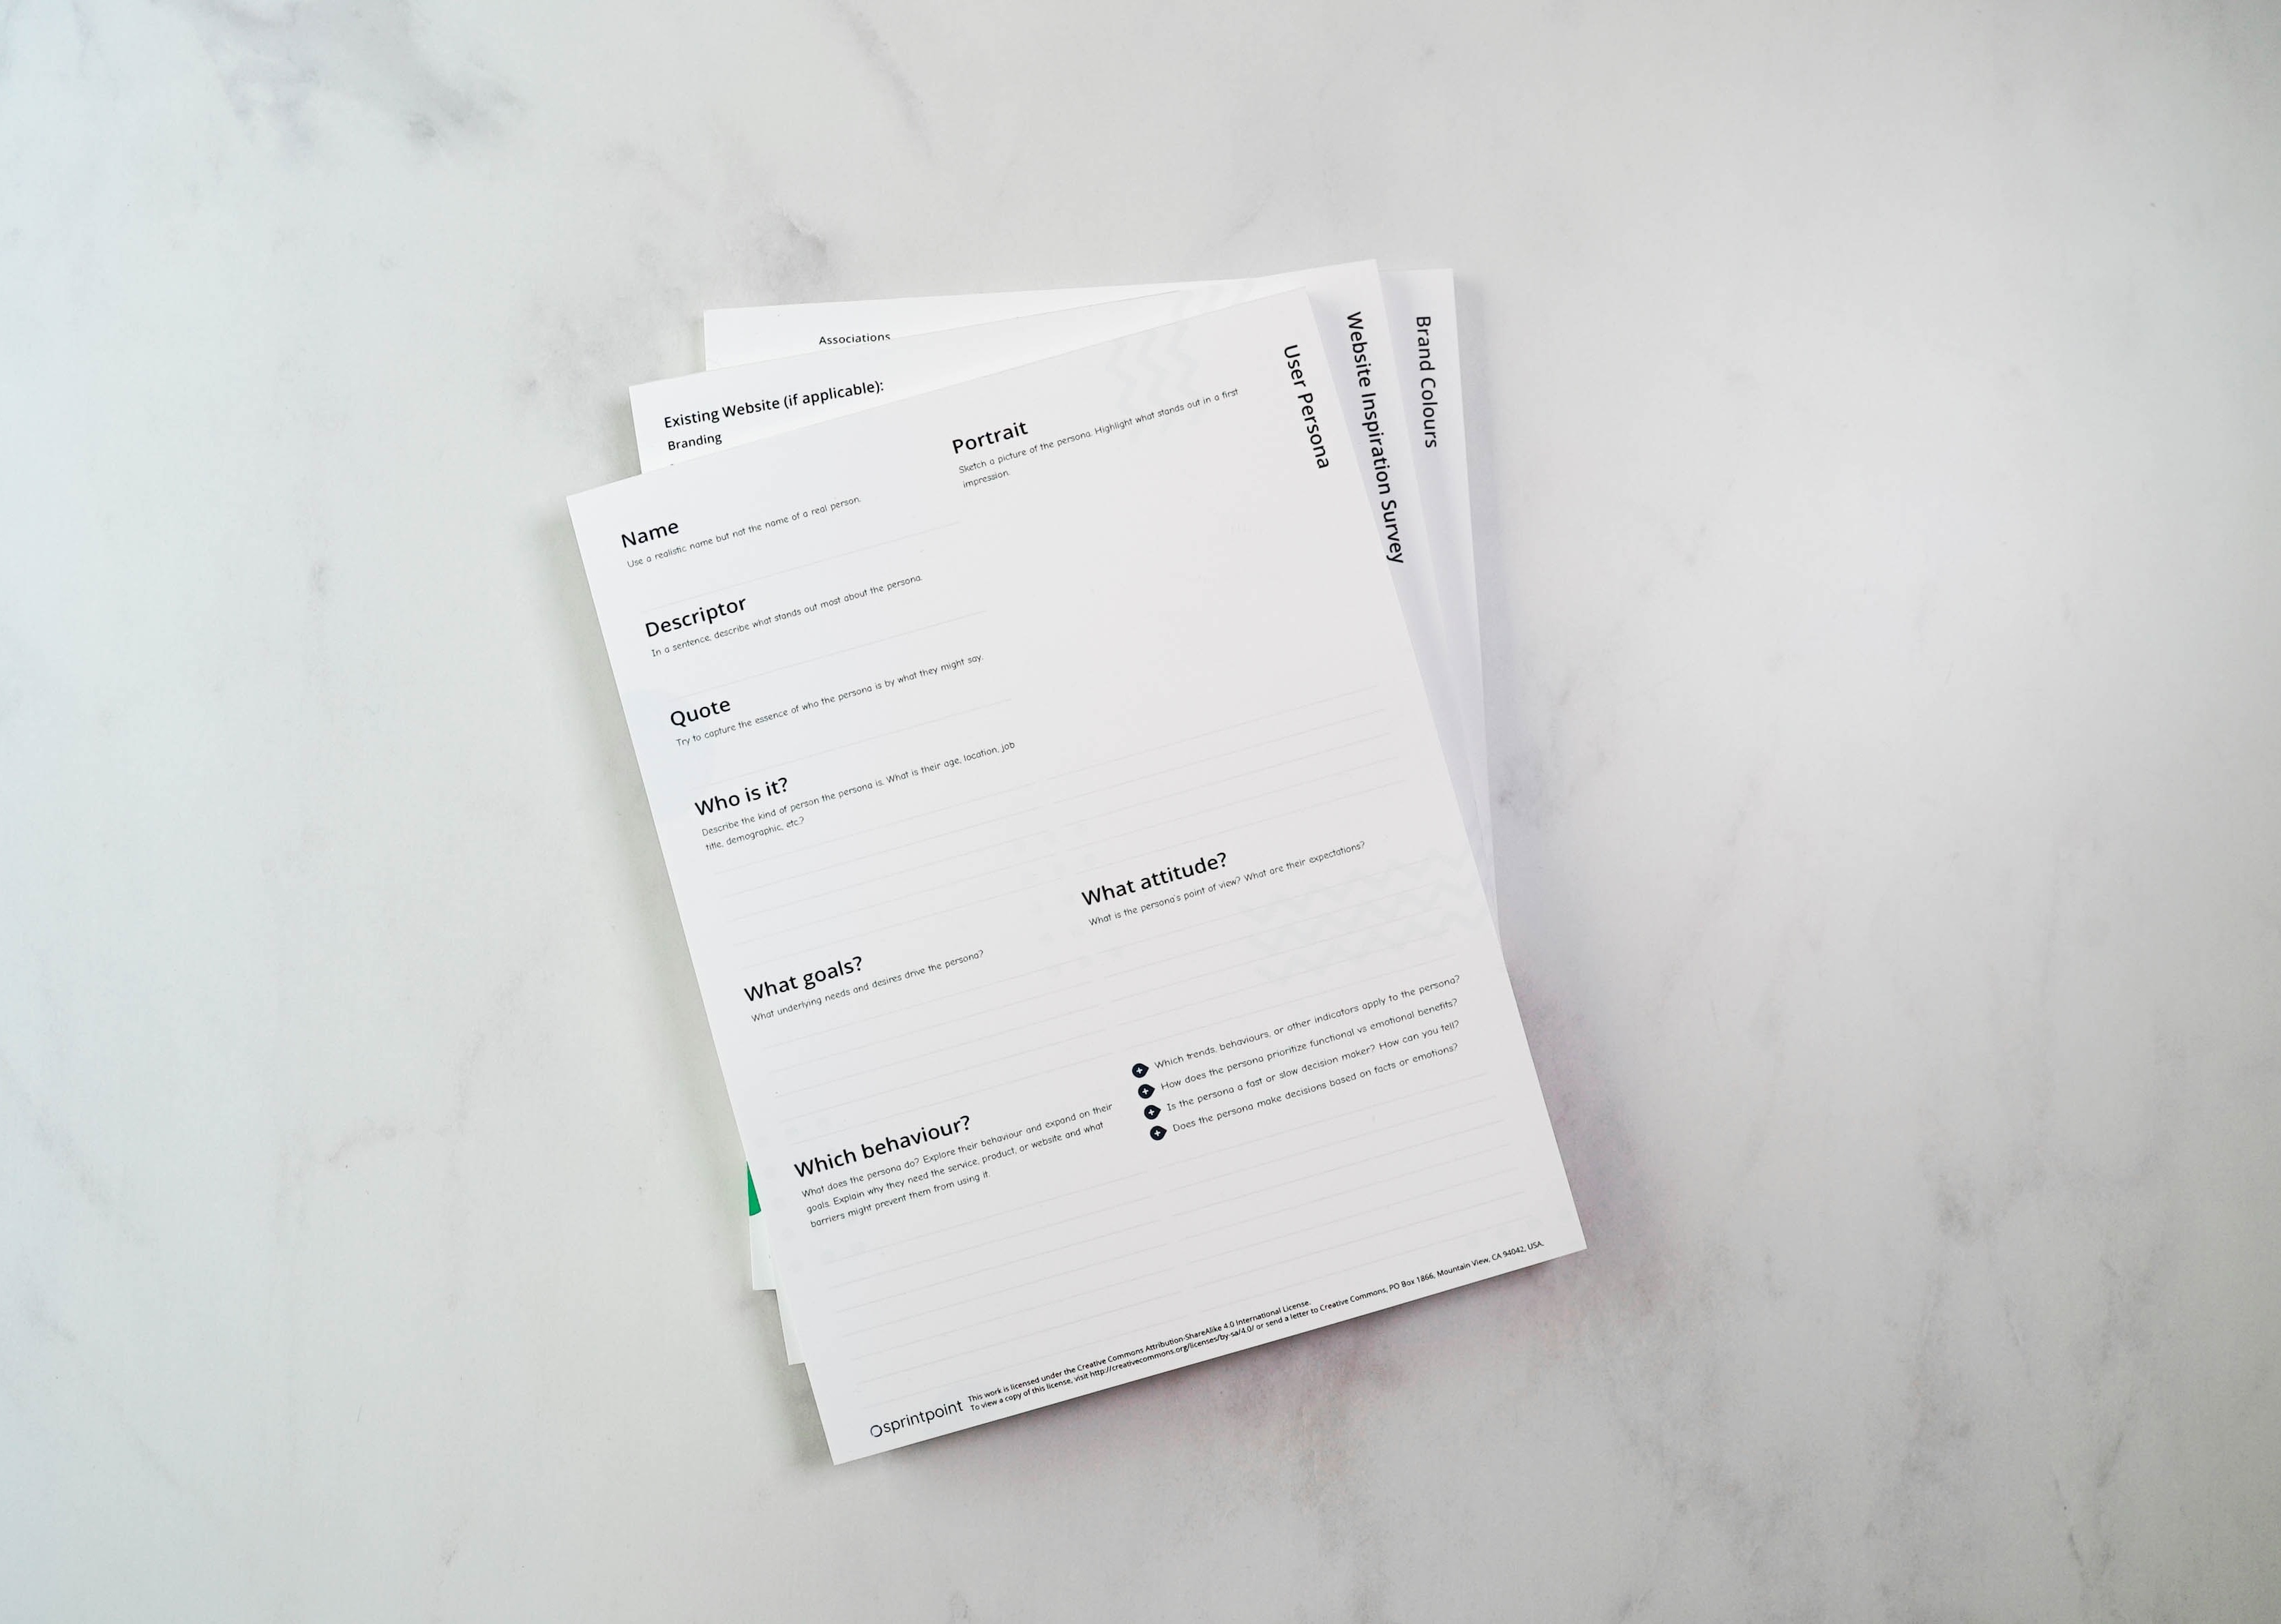 Associations
Brand Colours
Existing Website (if applicable):
Branding
Website Inspiration Survey
User Persona
Name
Use a realistic name but not the name of a real person.
Portrait
Sketch a picture of the persona. Highlight what stands out in a first
impression.
Descriptor
In a sentence, describe what stands out most about the persona.
Quote
Try to capture the essence of who the persona is by what they might say.
Who is it?
Describe the kind of person the persona is. What is their age, location, job
title, demographic, etc.?
What goals?
What underlying needs and desires drive the persona?
What attitude?
What is the persona's point of view? What are their expectations?
Which behaviour?
What does the persona do? Explore their behaviour and expand on their
goals. Explain why they need the service, product, or website and what
barriers might prevent them from using it.
Which trends, behaviours, or other indicators apply to the persona?
How does the persona prioritize functional vs emotional benefits?
Is the persona a fast or slow decision maker? How can you tell?
Does the persona make decisions based on facts or emotions?
sprintpoint
This work is licensed under the Creative Commons Attribution-ShareAlike 4.0 International License.
To view a copy of this license, visit http://creativecommons.org/licenses/by-sa/4.0/ or send a letter to Creative Commons, PO Box 1866, Mountain View, CA 94042, USA.